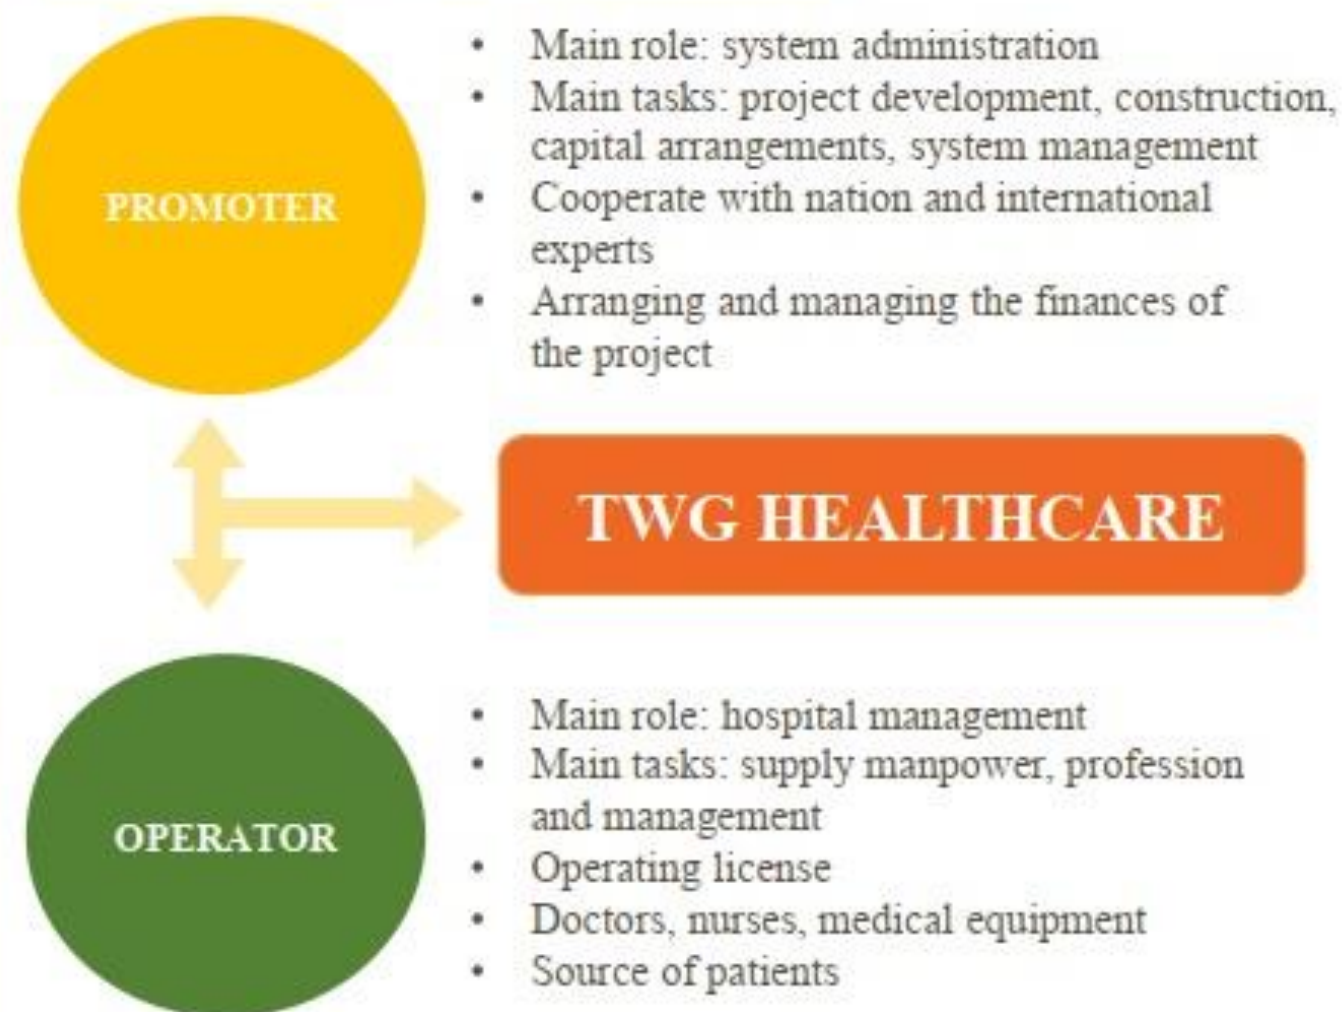 PROMOTER
• Main role: system administration
• Main tasks: project development, construction,
capital arrangements, system management
• Cooperate with nation and international
experts
• Arranging and managing the finances of
the project
TWG HEALTHCARE
OPERATOR
• Main role: hospital management
• Main tasks: supply manpower, profession
and management
• Operating license
• Doctors, nurses, medical equipment
• Source of patients